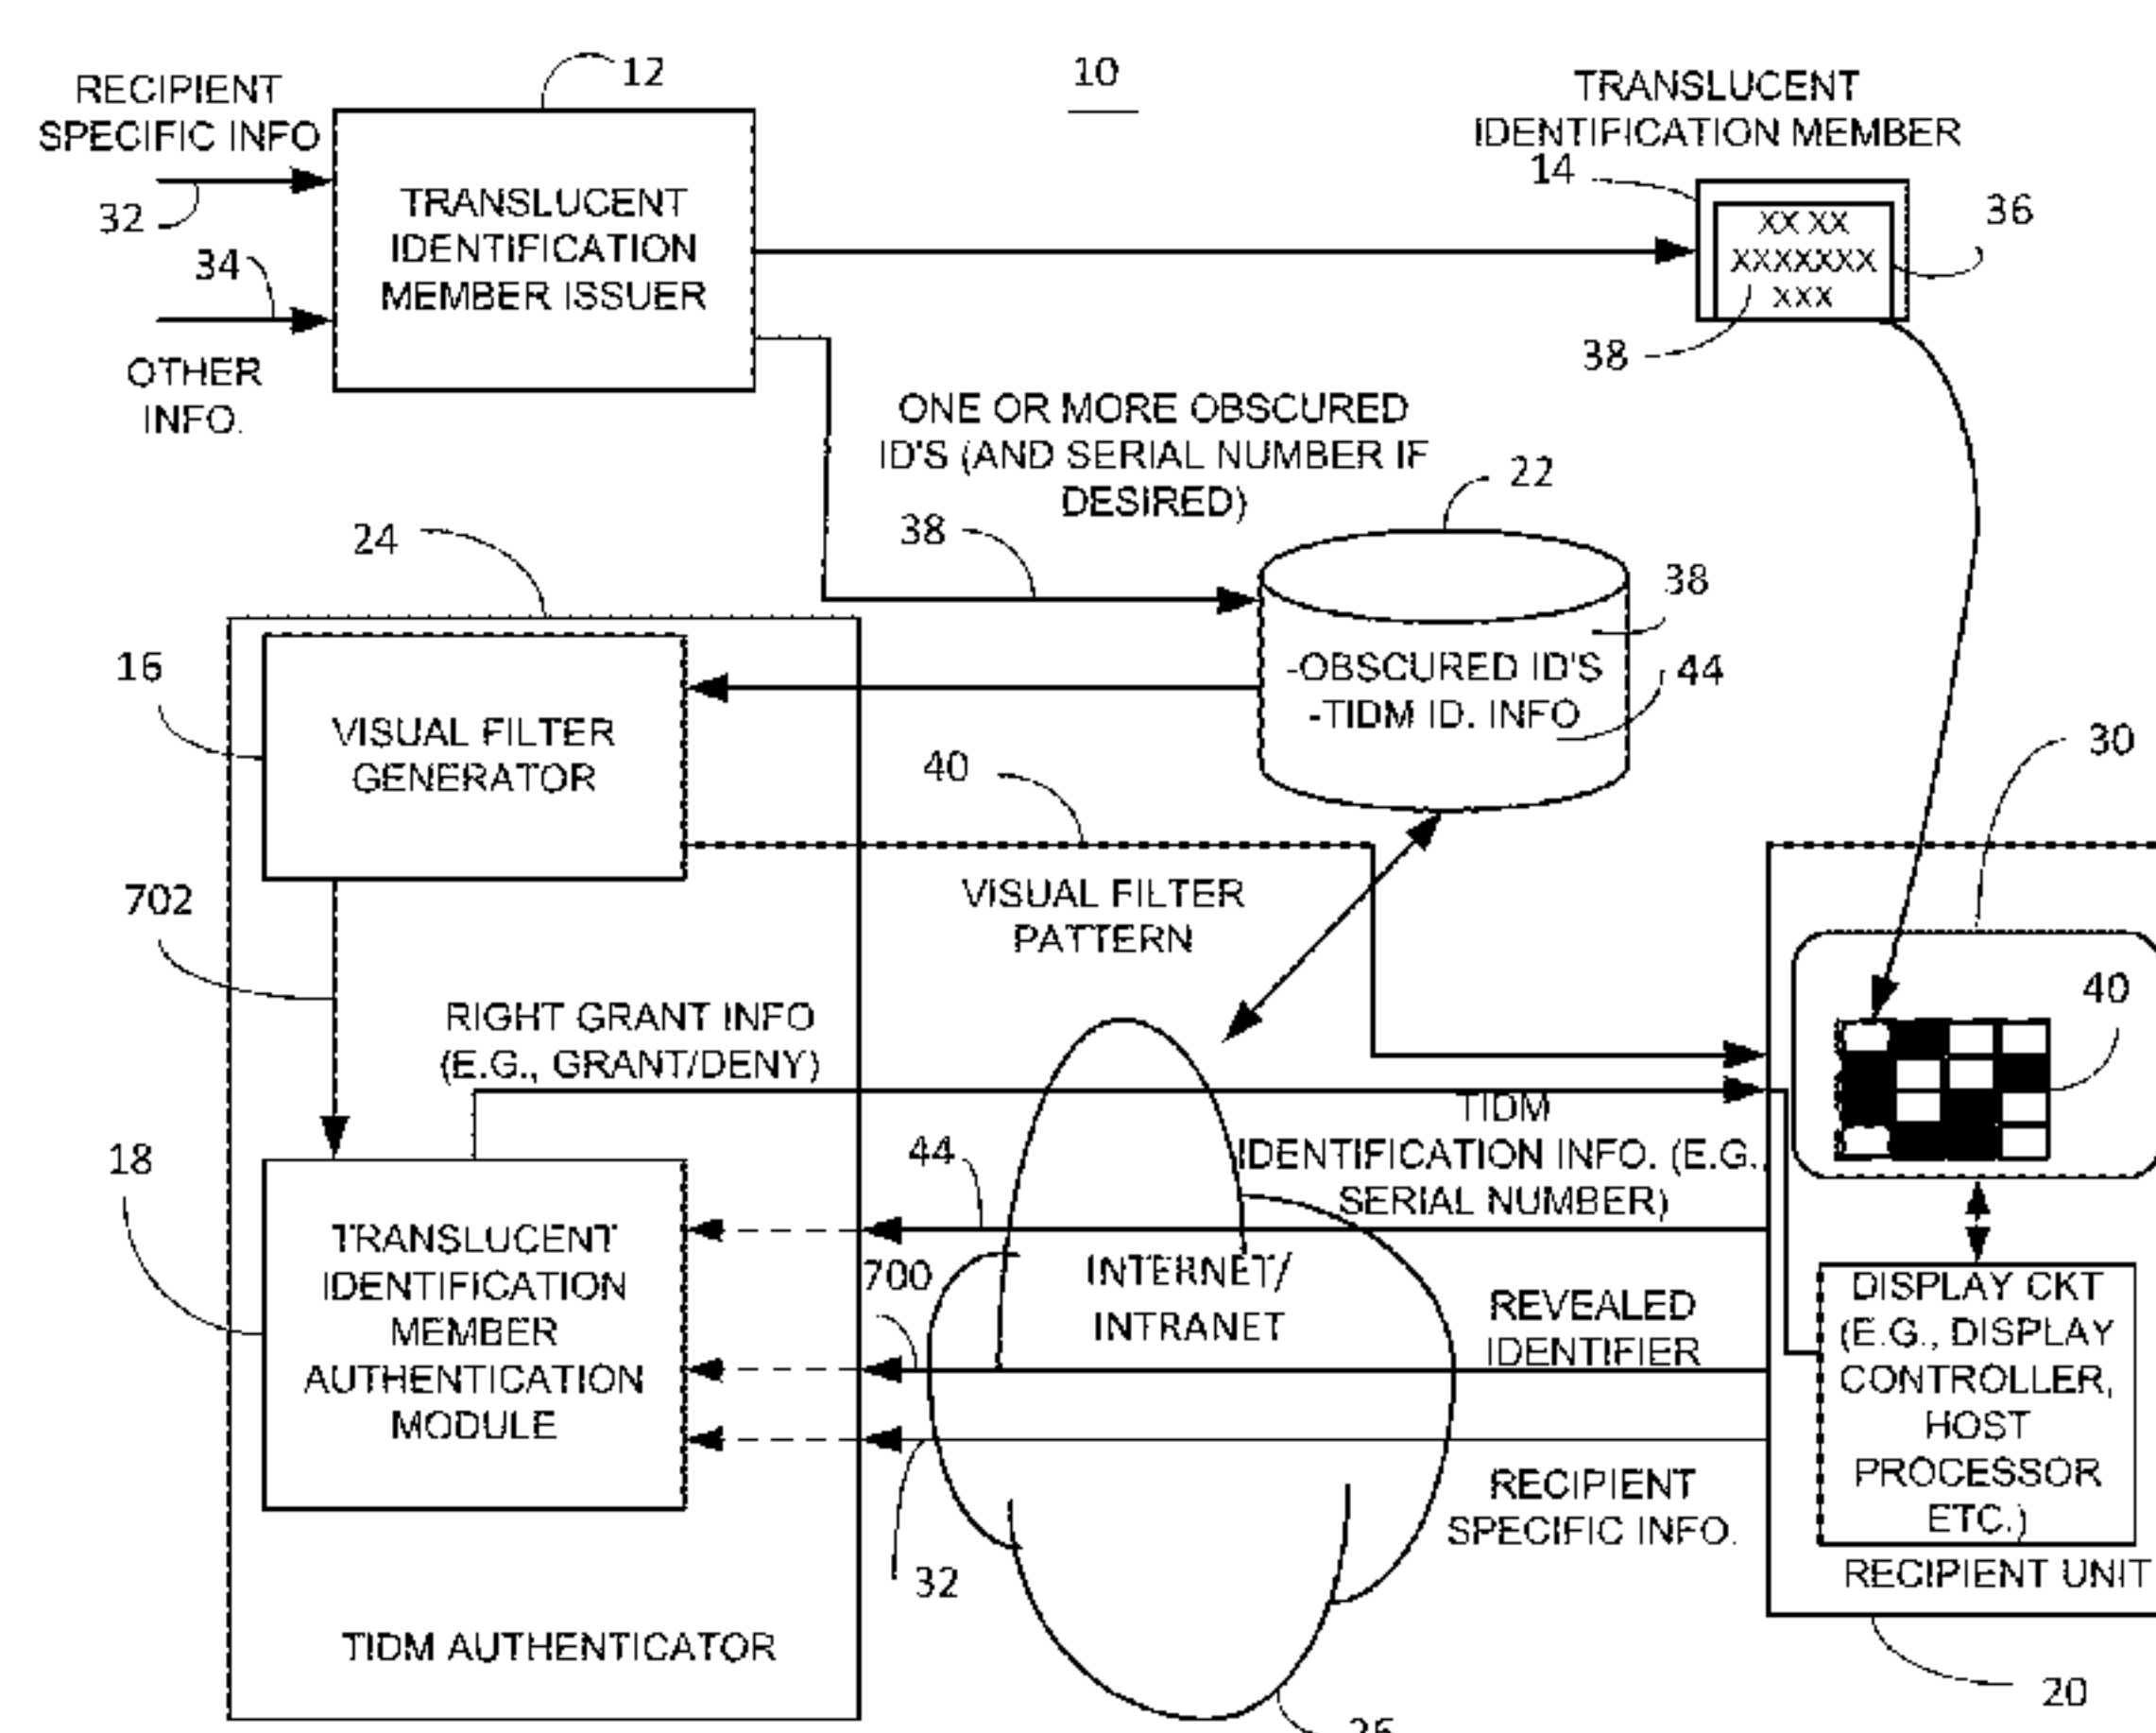 RECIPIENT
SPECIFIC INFO
12
10
TRANSLUCENT
IDENTIFICATION MEMBER
14
32
34
TRANSLUCENT
IDENTIFICATION
MEMBER ISSUER
XX XX
XXXXXXX
XXX
36
38
OTHER
INFO.
ONE OR MORE OBSCURED
ID'S (AND SERIAL NUMBER IF
DESIRED)
22
38
24
38
-OBSCURED ID'S
-TIDM ID. INFO
44
16
VISUAL FILTER
GENERATOR
40
30
VISUAL FILTER
PATTERN
702
40
RIGHT GRANT INFO
(E.G., GRANT/DENY)
TIDM
IDENTIFICATION INFO. (E.G.,
SERIAL NUMBER)
44
18
TRANSLUCENT
IDENTIFICATION
MEMBER
AUTHENTICATION
MODULE
700
INTERNET/
INTRANET
REVEALED
IDENTIFIER
DISPLAY CKT
(E.G., DISPLAY
CONTROLLER,
HOST
PROCESSOR
ETC.)
RECIPIENT
SPECIFIC INFO.
32
RECIPIENT UNIT
TIDM AUTHENTICATOR
20